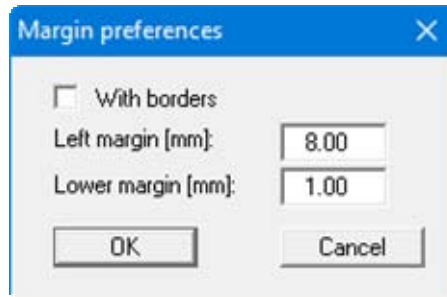 Margin preferences
With borders
Left margin [mm]: 8.00
Lower margin [mm]: 1.00
OK Cancel